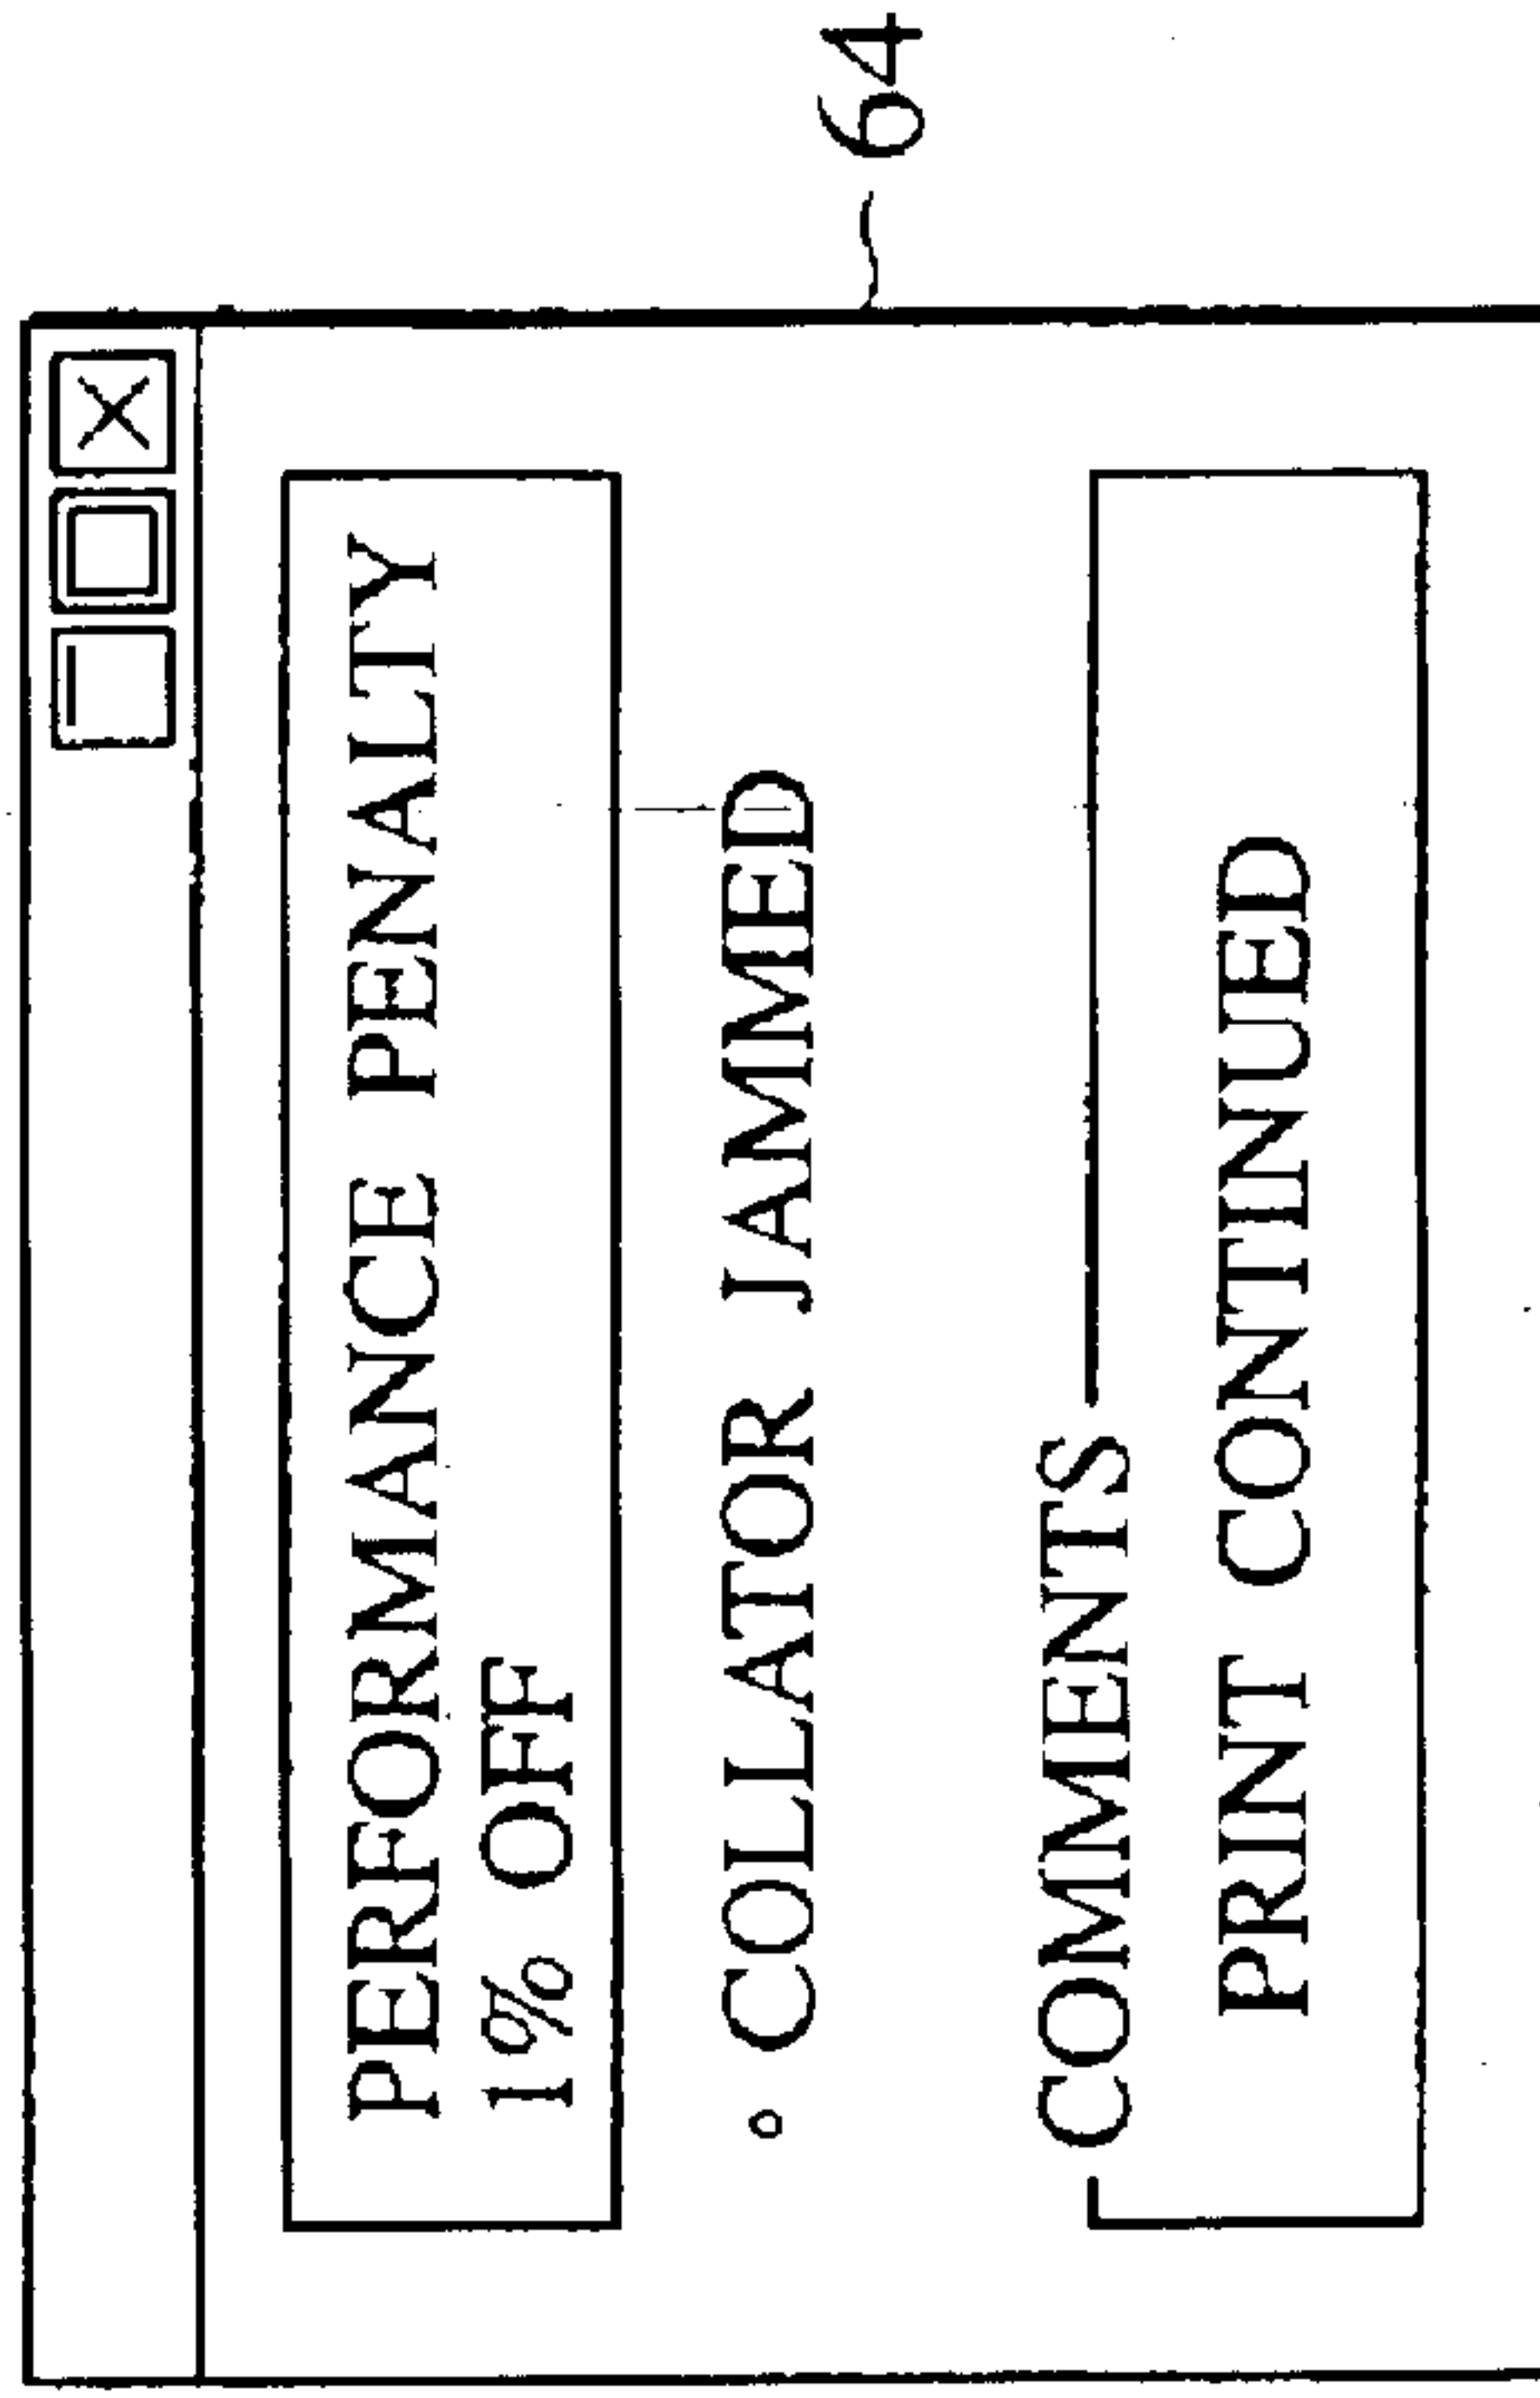 64
PERFORMANCE PENALTY
1% OFF
COLLATOR JAMMED
COMMENTS
PRINT CONTINUED